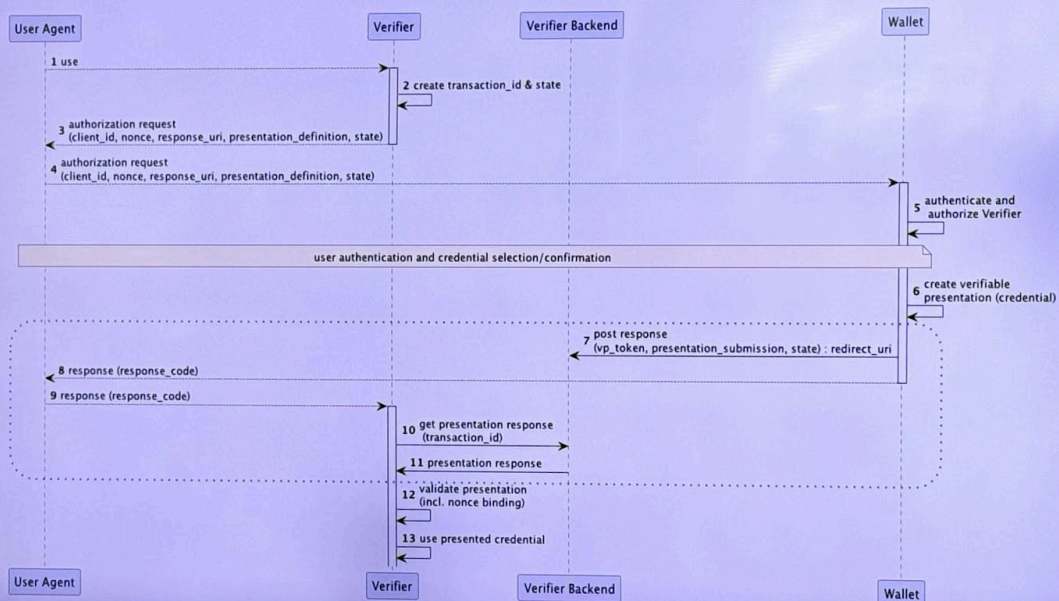 User Agent
Verifier
Verifier Backend
Wallet
1 use
2 create transaction_id & state
3 authorization request
(client_id, nonce, response_uri, presentation_definition, state)
4 authorization request
(client_id, nonce, response_uri, presentation_definition, state)
5 authenticate and
authorize Verifier
user authentication and credential selection/confirmation
6 create verifiable
presentation (credential)
7 post response
(vp_token, presentation_submission, state) : redirect_uri
8 response (response_code)
9 response (response_code)
10 get presentation response
(transaction_id)
11 presentation response
12 validate presentation
(incl. nonce binding)
13 use presented credential
User Agent
Verifier
Verifier Backend
Wallet